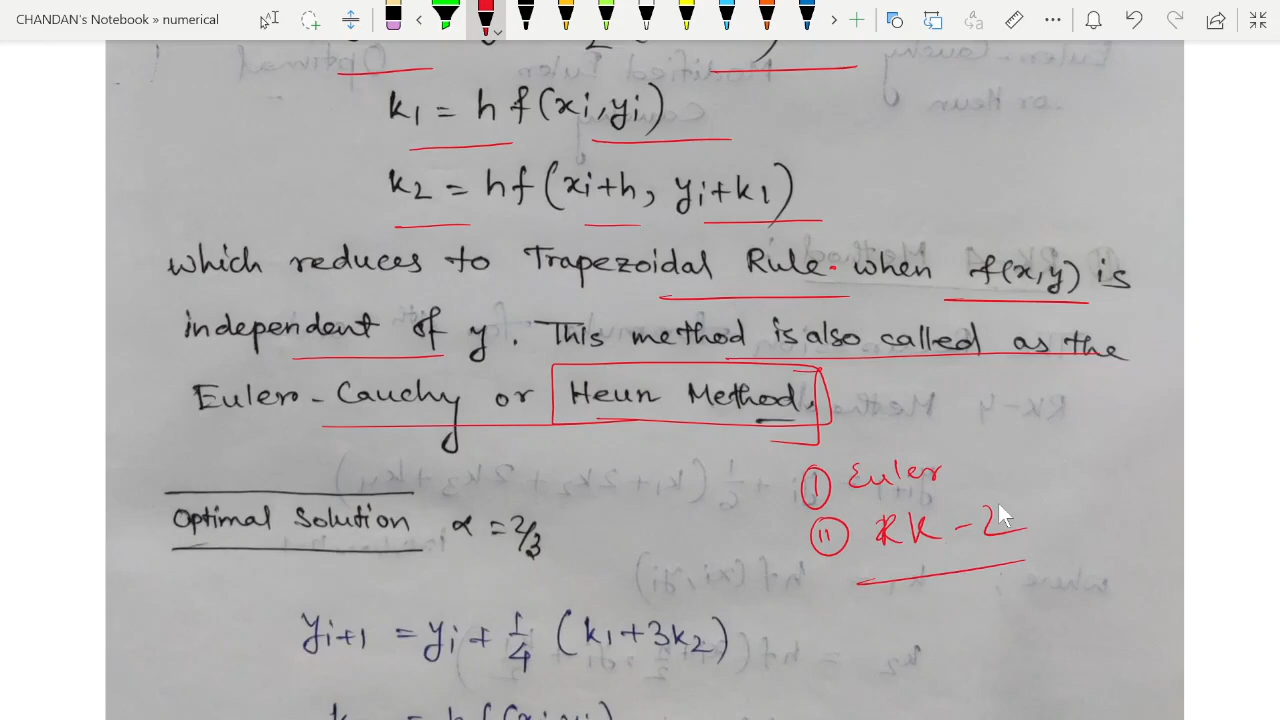 CHANDAN's Notebook » numerical
k1 = h f(xi, yi)
k2 = hf(xi+h, yi+k1)
which reduces to Trapezoidal Rule. when f(x,y) is
independent of y. This method is also called as the
Euler-Cauchy or Heun Method.
(I) Euler
(II) RK-2
Optimal Solution α = 2/3
yi+1 = yi + 1/4 (k1+3k2)